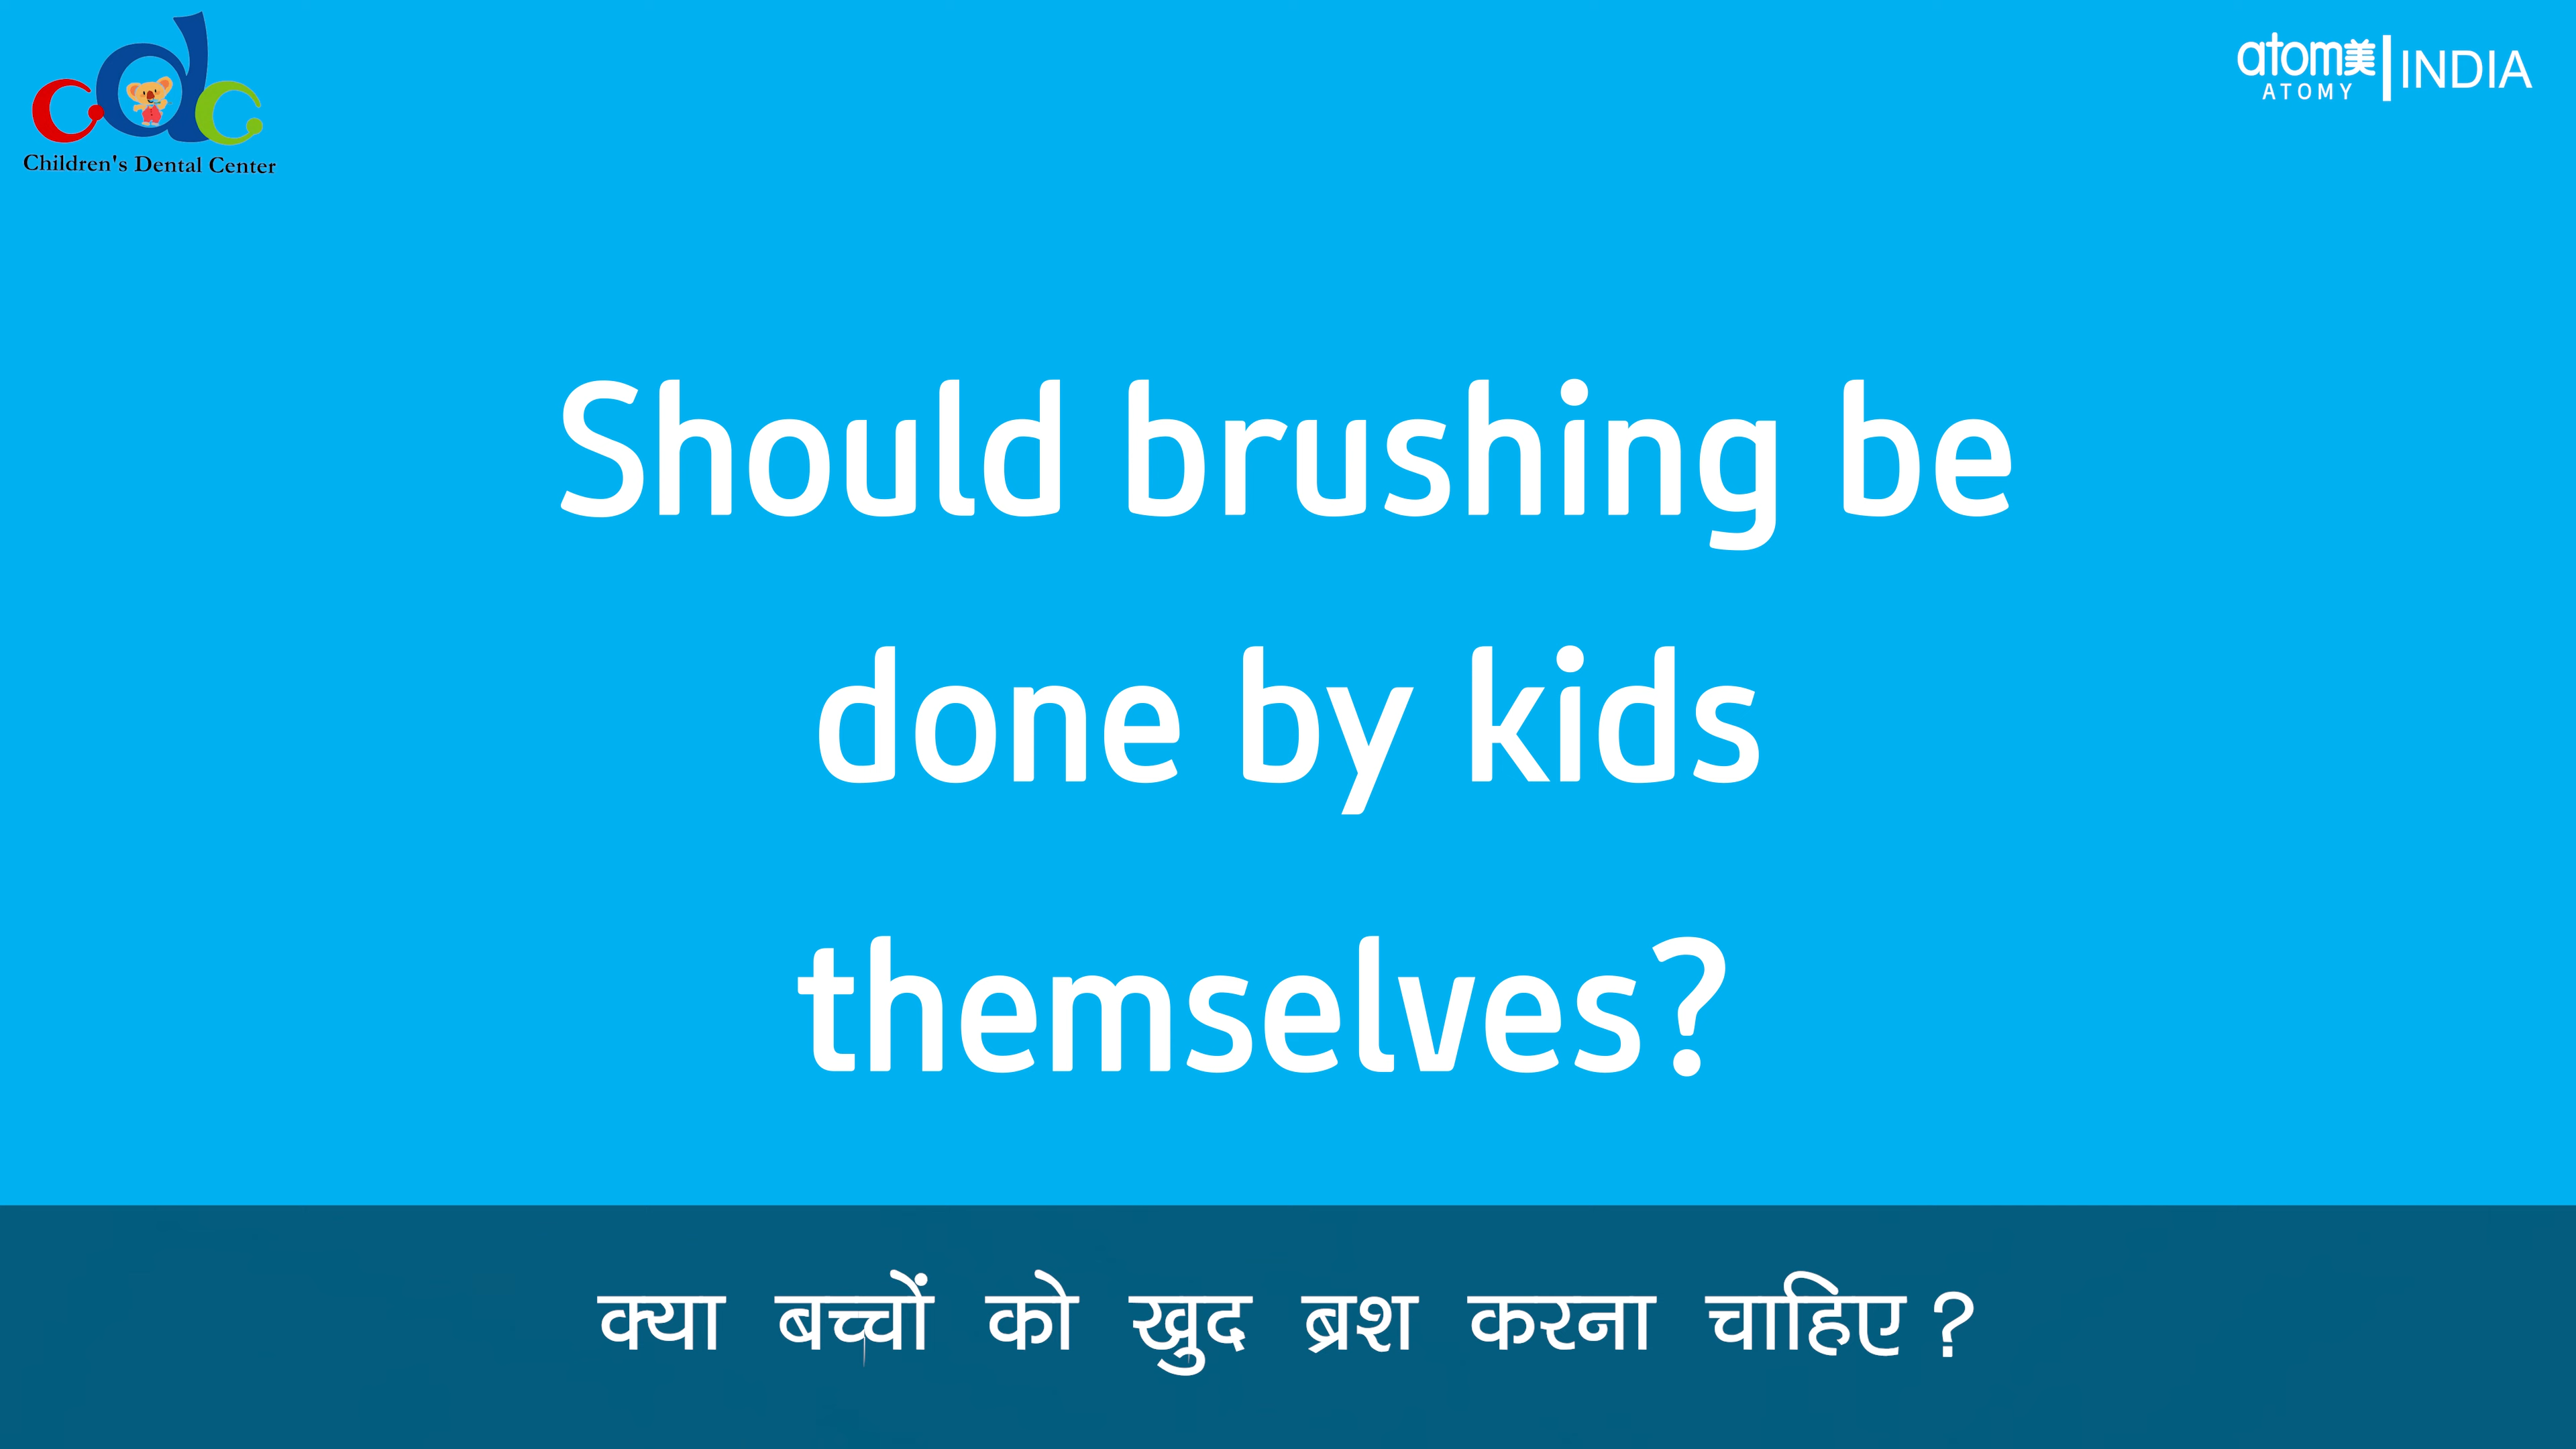 cdc
Children's Dental Center
atom美 | INDIA
ATOMY
Should brushing be
done by kids
themselves?
क्या बच्चों को खुद ब्रश करना चाहिए ?